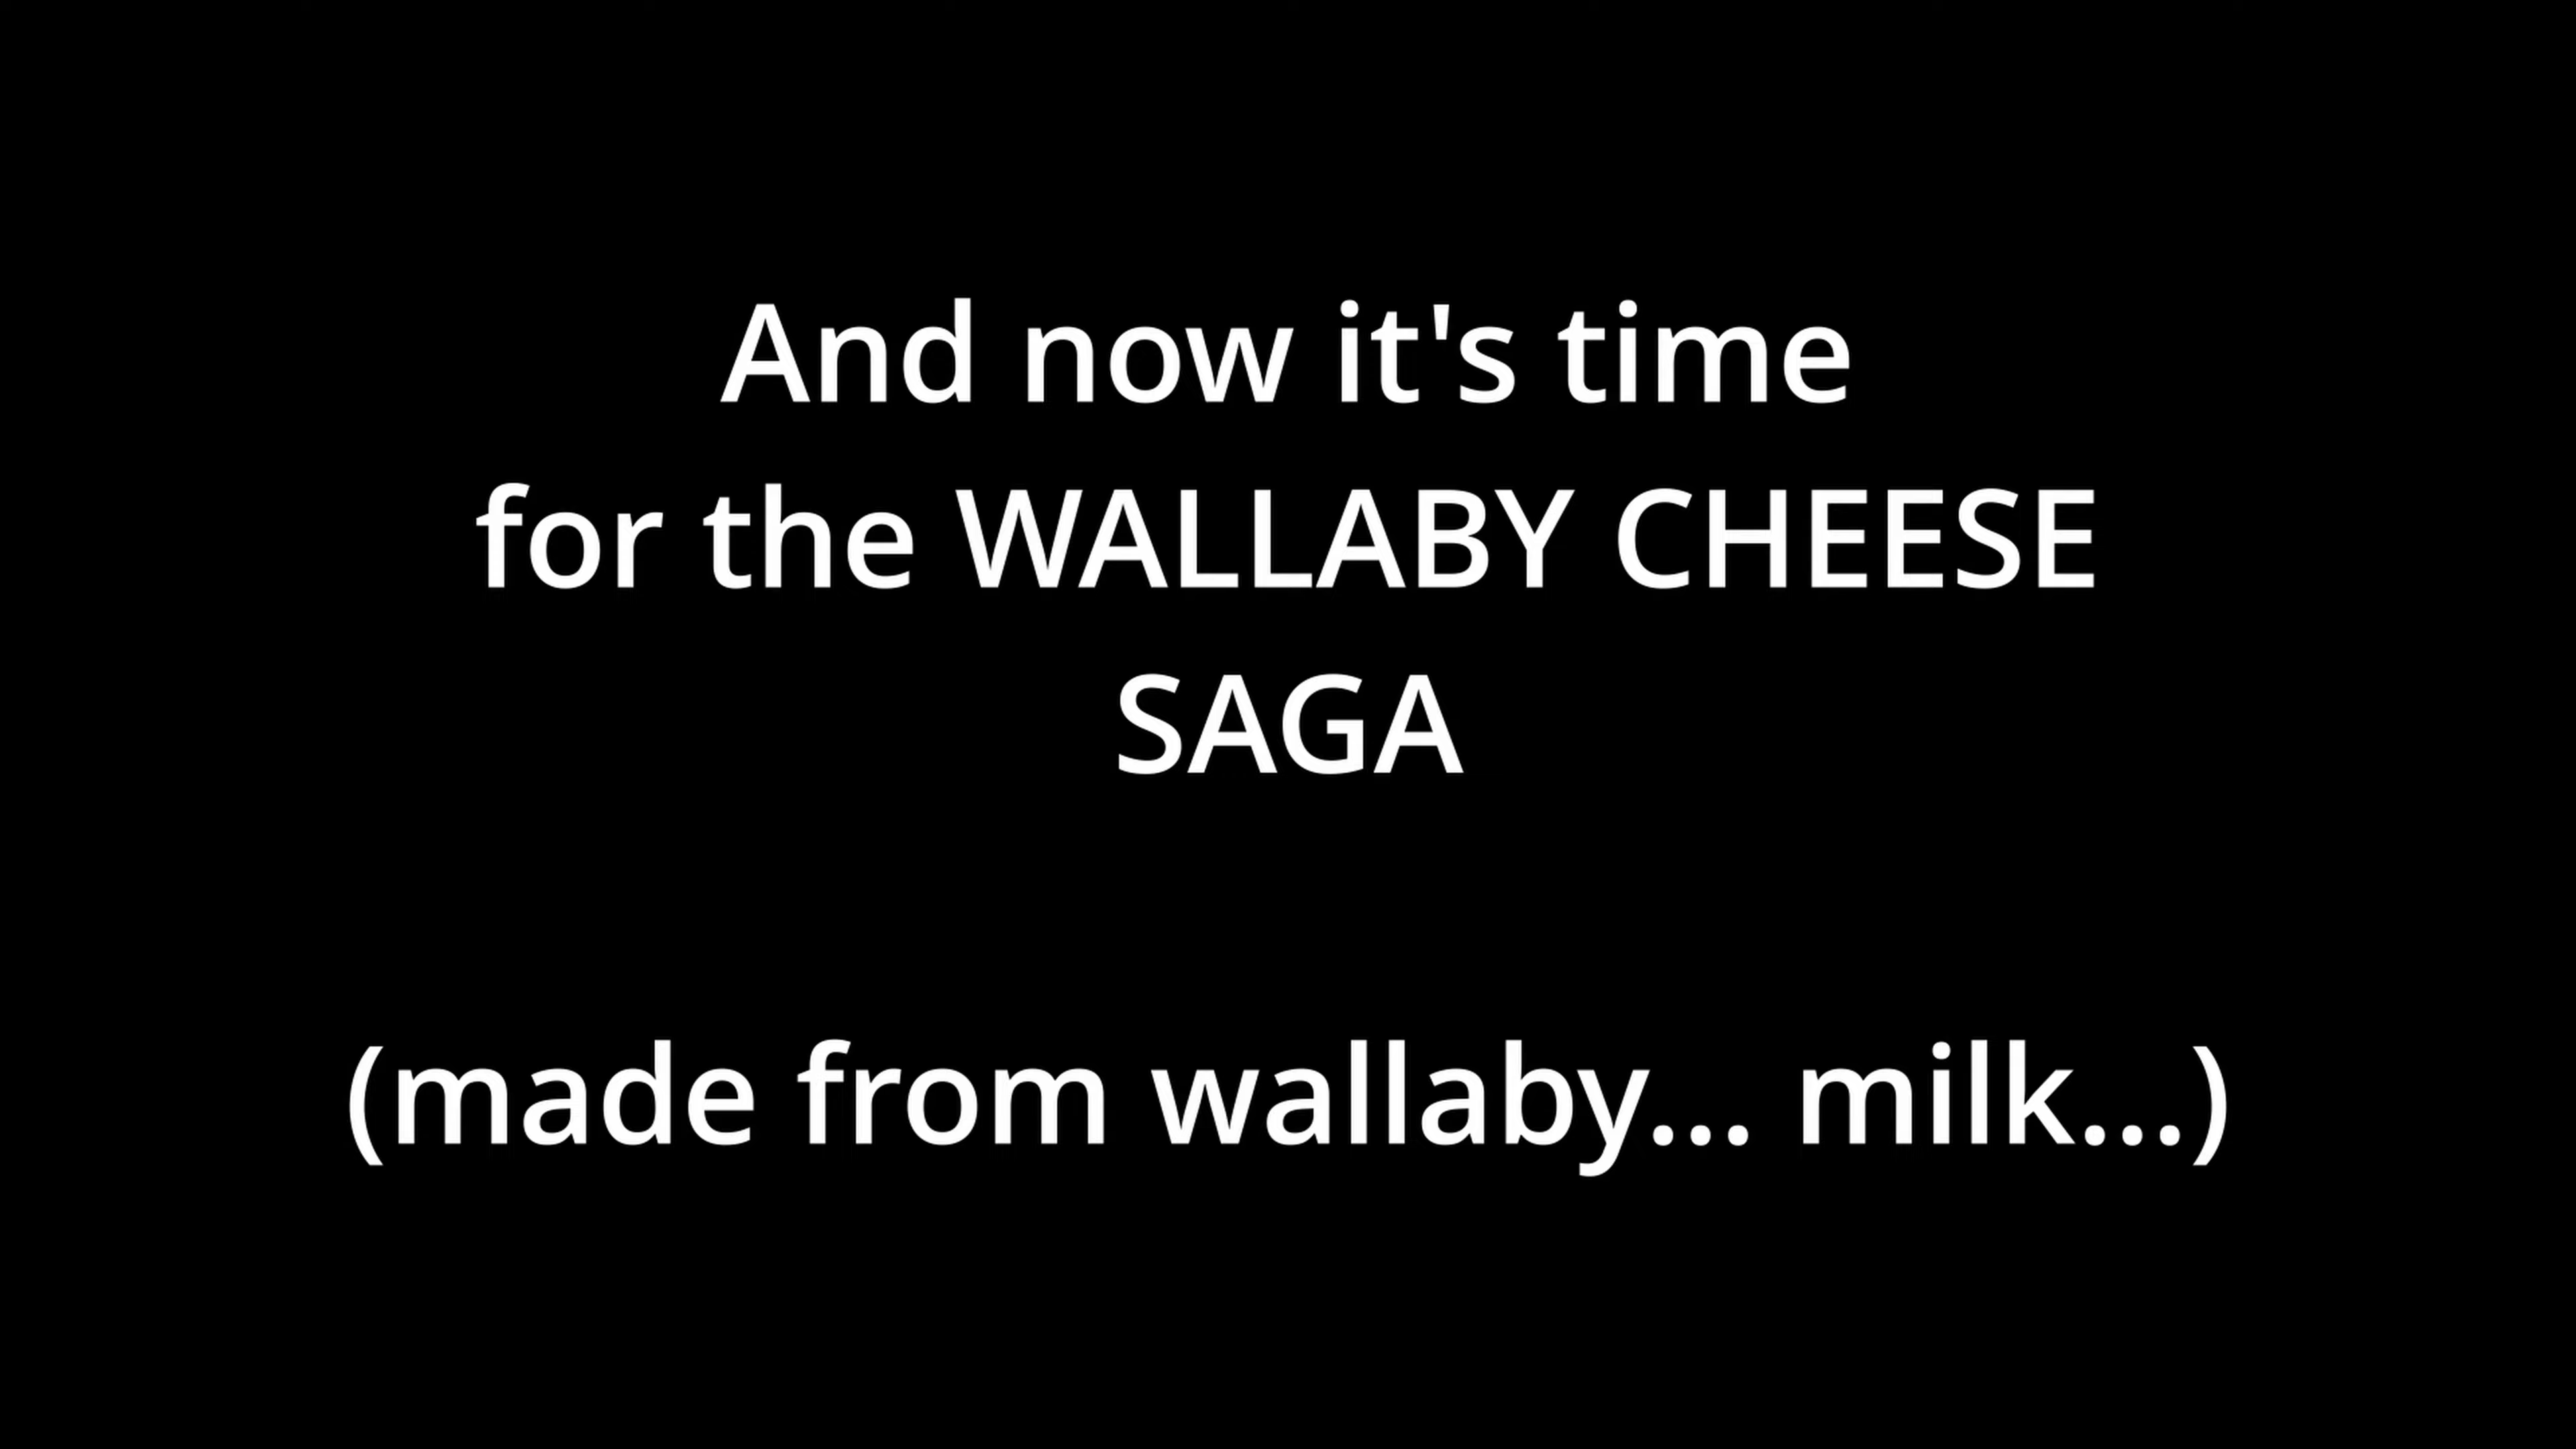 And now it's time
for the WALLABY CHEESE
SAGA
(made from wallaby... milk...)